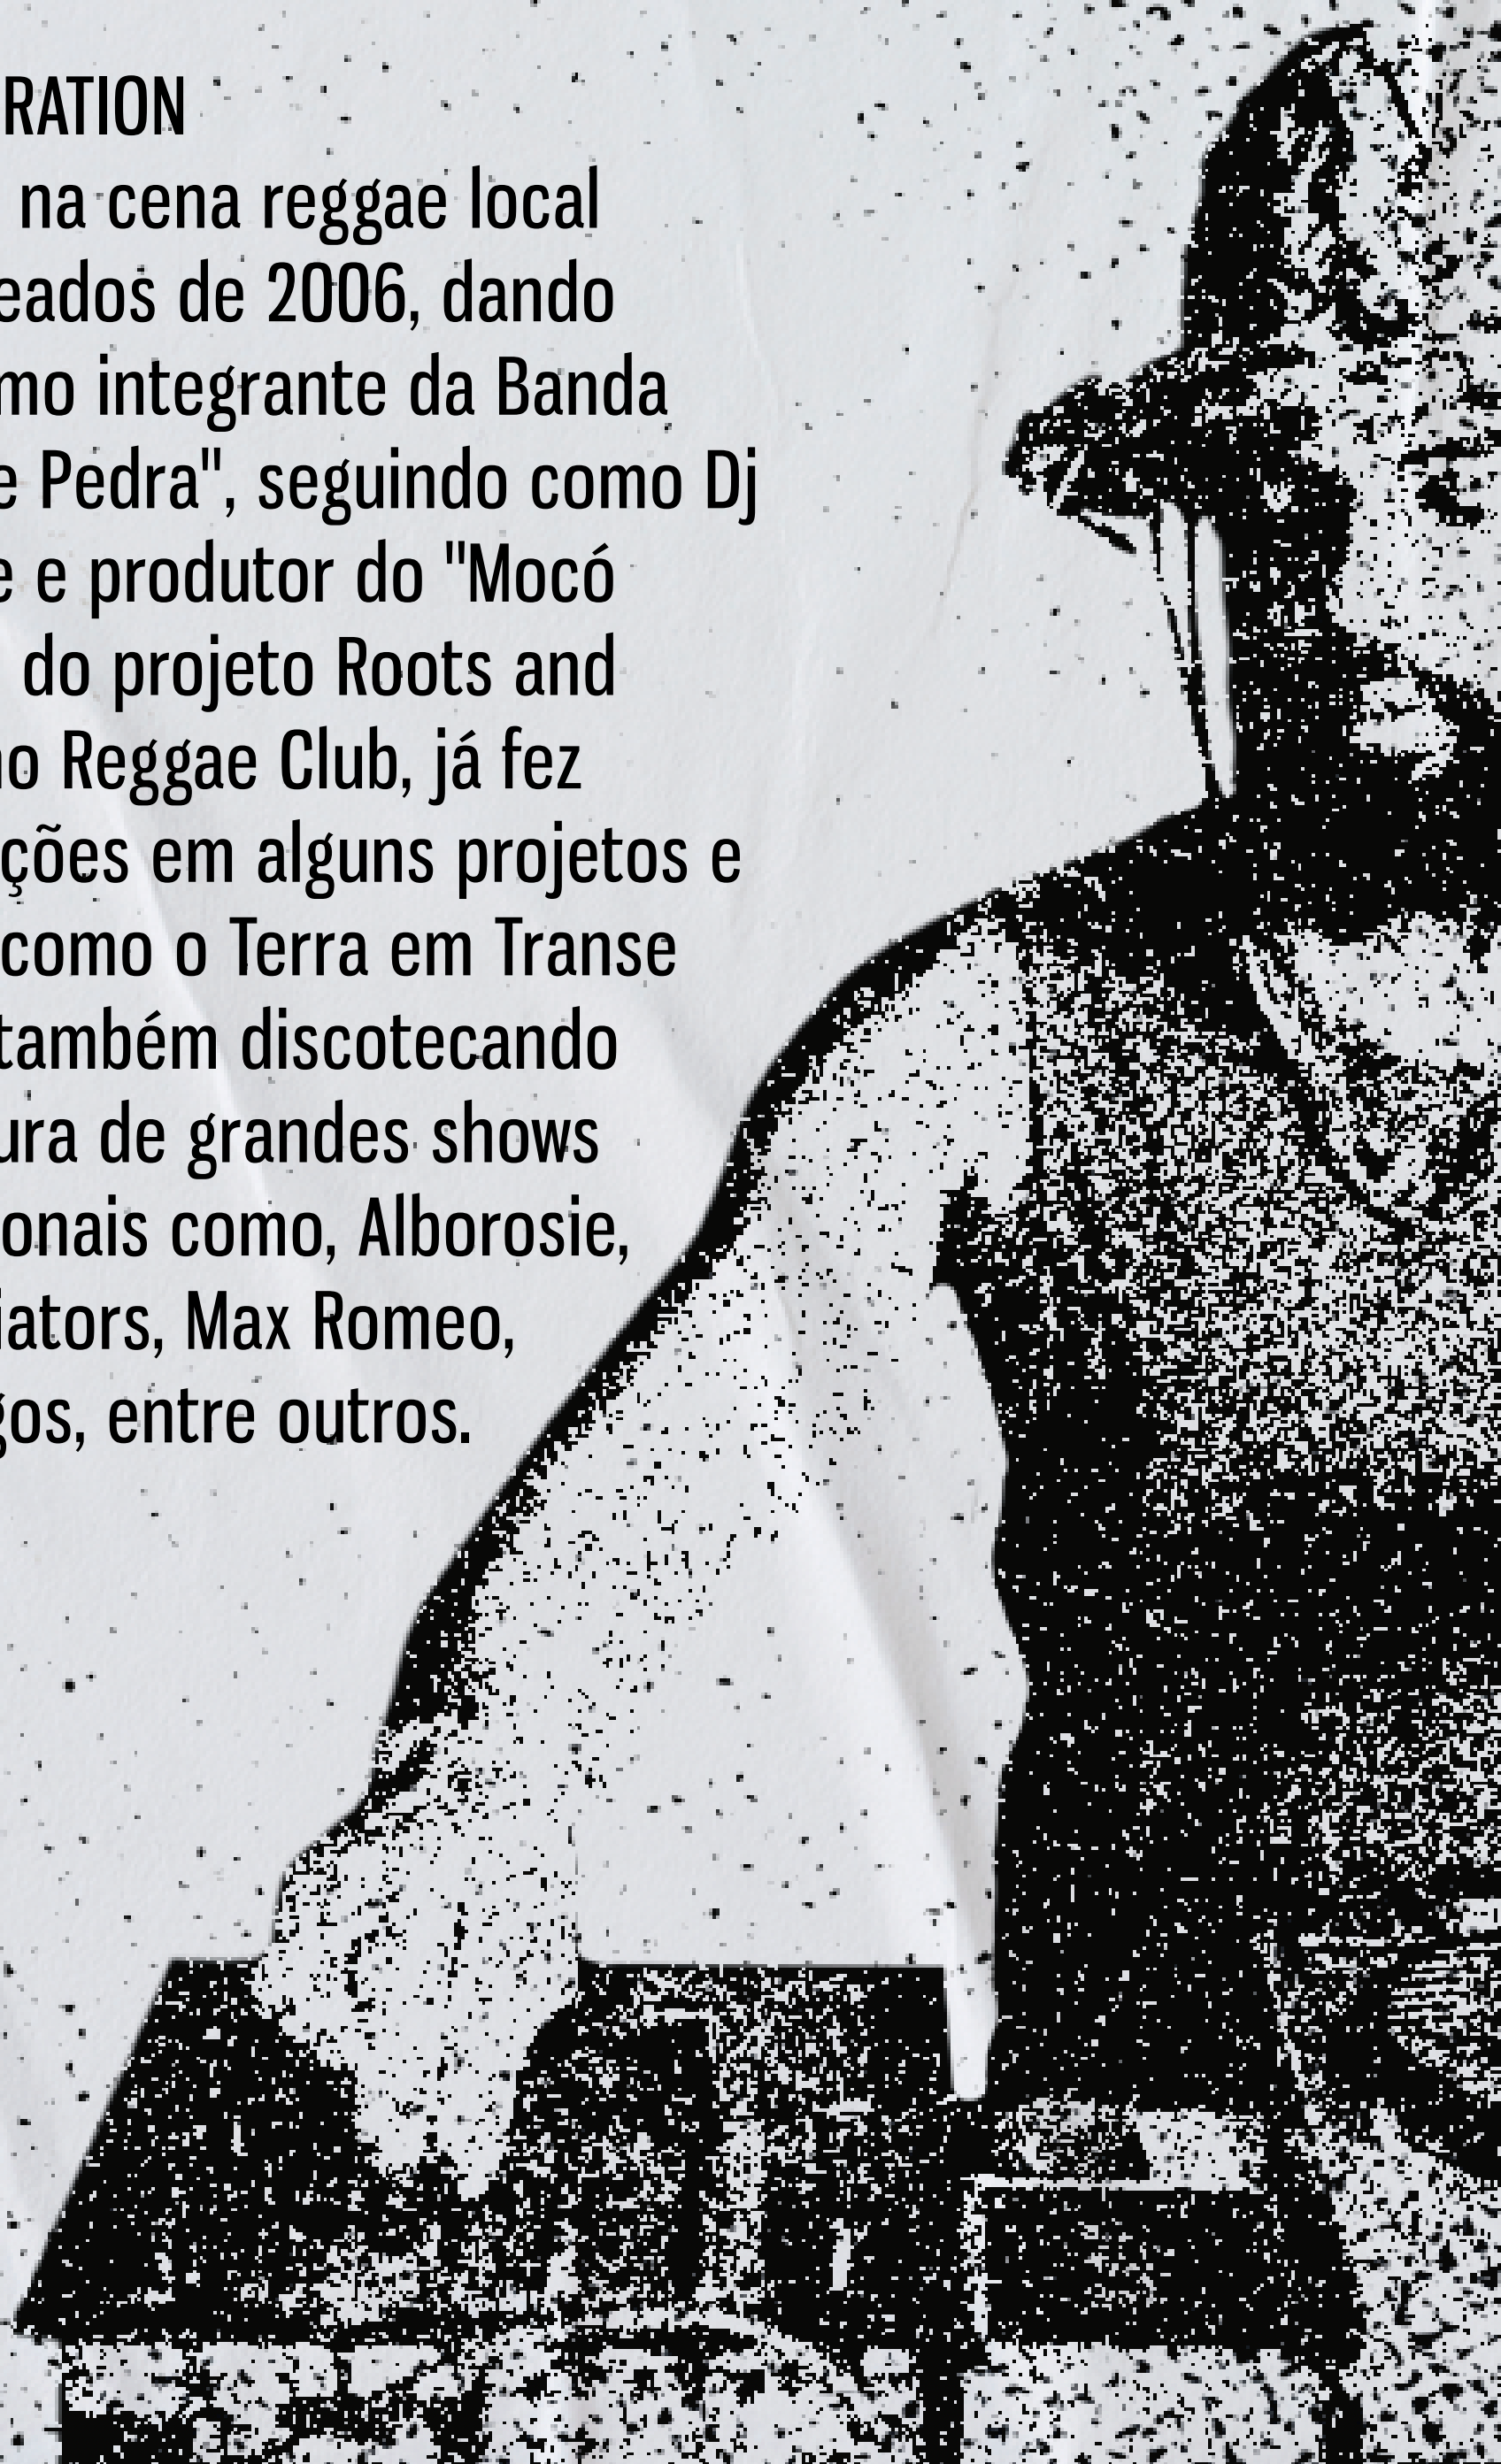 RATION
na cena reggae local
eados de 2006, dando
mo integrante da Banda
e Pedra", seguindo como Dj
e e produtor do "Mocó
do projeto Roots and
no Reggae Club, já fez
ções em alguns projetos e
como o Terra em Transe
também discotecando
ura de grandes shows
onais como, Alborosie,
iators, Max Romeo,
gos, entre outros.